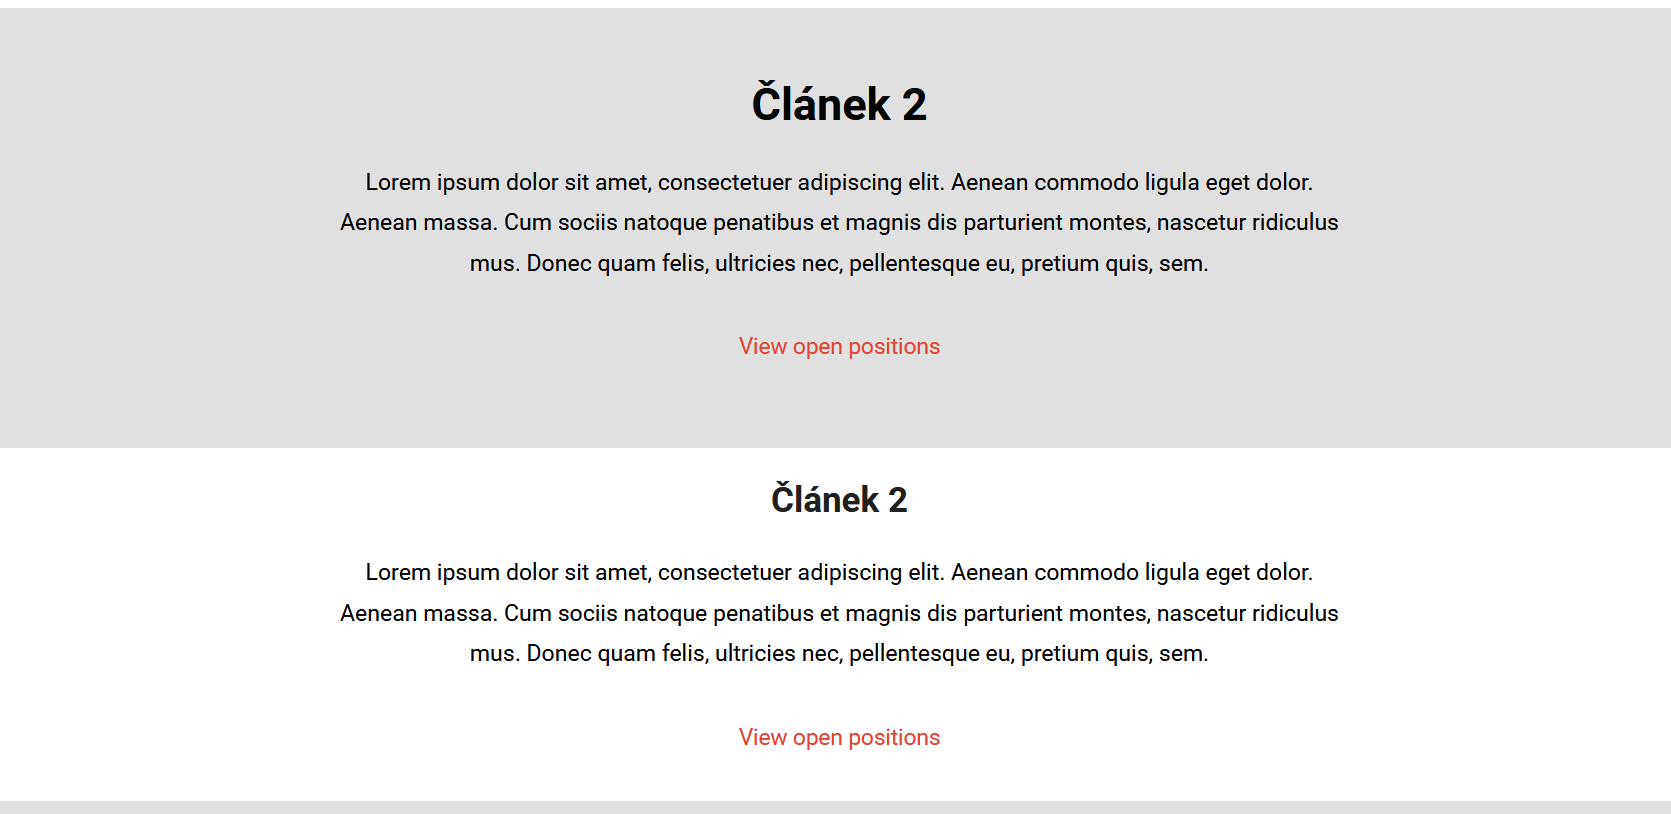 Článek 2
Lorem ipsum dolor sit amet, consectetuer adipiscing elit. Aenean commodo ligula eget dolor.
Aenean massa. Cum sociis natoque penatibus et magnis dis parturient montes, nascetur ridiculus
mus. Donec quam felis, ultricies nec, pellentesque eu, pretium quis, sem.
View open positions
Článek 2
Lorem ipsum dolor sit amet, consectetuer adipiscing elit. Aenean commodo ligula eget dolor.
Aenean massa. Cum sociis natoque penatibus et magnis dis parturient montes, nascetur ridiculus
mus. Donec quam felis, ultricies nec, pellentesque eu, pretium quis, sem.
View open positions